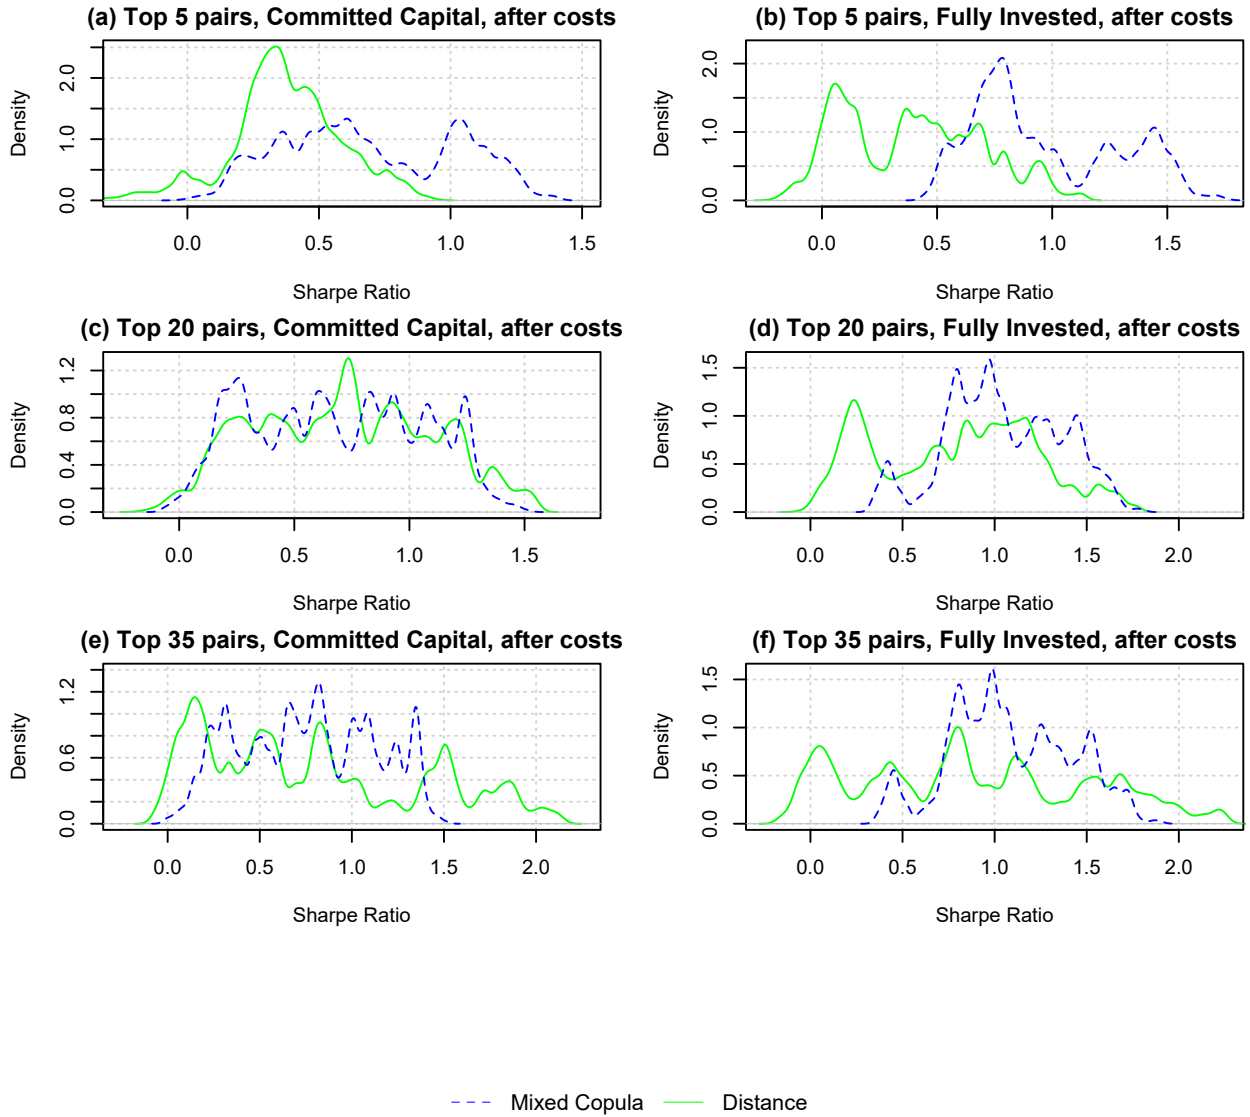 (a) Top 5 pairs, Committed Capital, after costs
Density
0.0 1.0 2.0
0.0 0.5 1.0 1.5
Sharpe Ratio
(b) Top 5 pairs, Fully Invested, after costs
Density
0.0 1.0 2.0
0.0 0.5 1.0 1.5
Sharpe Ratio
(c) Top 20 pairs, Committed Capital, after costs
Density
0.0 0.4 0.8 1.2
0.0 0.5 1.0 1.5
Sharpe Ratio
(d) Top 20 pairs, Fully Invested, after costs
Density
0.0 0.5 1.0 1.5
0.0 0.5 1.0 1.5 2.0
Sharpe Ratio
(e) Top 35 pairs, Committed Capital, after costs
Density
0.0 0.6 1.2
0.0 0.5 1.0 1.5 2.0
Sharpe Ratio
(f) Top 35 pairs, Fully Invested, after costs
Density
0.0 0.5 1.0 1.5
0.0 0.5 1.0 1.5 2.0
Sharpe Ratio
Mixed Copula Distance